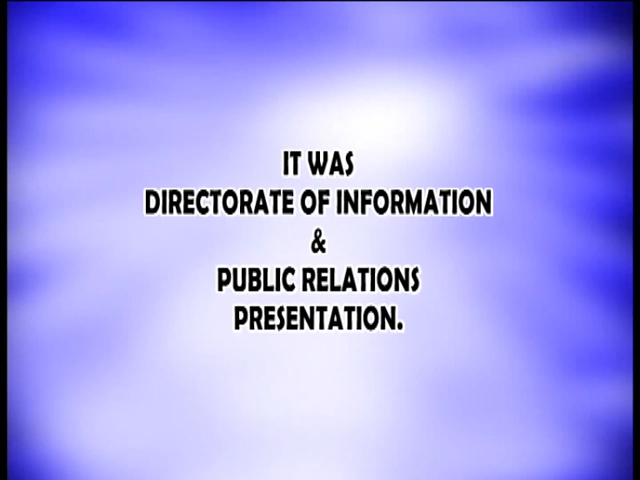 IT WAS
DIRECTORATE OF INFORMATION
&
PUBLIC RELATIONS
PRESENTATION.